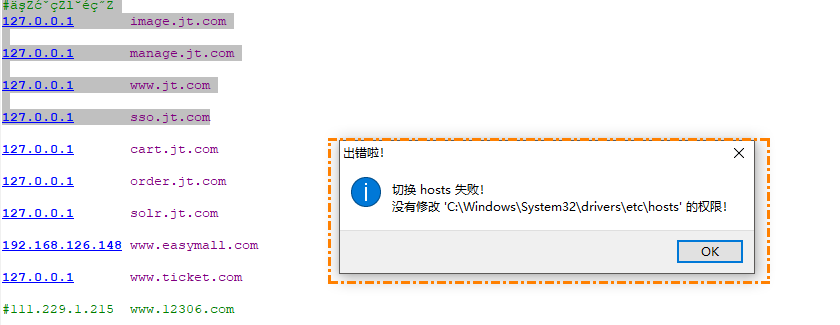 127.0.0.1 image.jt.com
127.0.0.1 manage.jt.com
127.0.0.1 www.jt.com
127.0.0.1 sso.jt.com
127.0.0.1 cart.jt.com
127.0.0.1 order.jt.com
127.0.0.1 solr.jt.com
192.168.126.148 www.easymall.com
127.0.0.1 www.ticket.com
#111.229.1.215 www.12306.com
出错啦!
切换 hosts 失败!
没有修改 'C:\Windows\System32\drivers\etc\hosts' 的权限!
OK